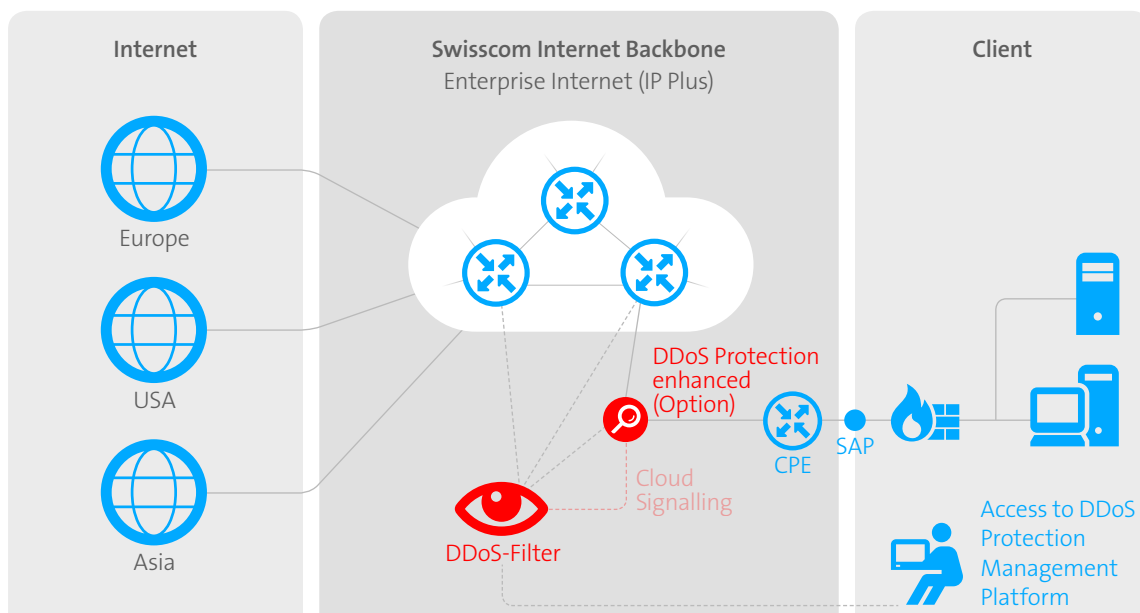 Internet
Swisscom Internet Backbone
Enterprise Internet (IP Plus)
Client
Europe
USA
Asia
DDoS Protection
enhanced
(Option)
CPE
SAP
Cloud
Signalling
DDoS-Filter
Access to DDoS
Protection
Management
Platform